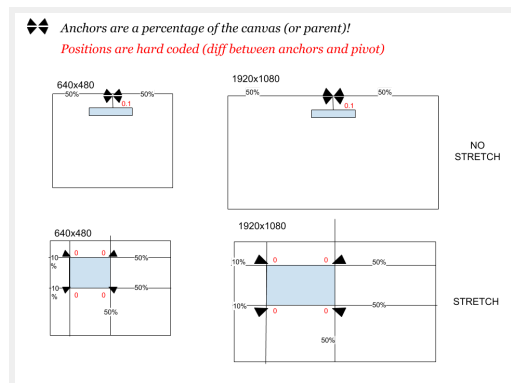 Anchors are a percentage of the canvas (or parent)!
Positions are hard coded (diff between anchors and pivot)
640x480
50% 50%
0.1
1920x1080
50% 50%
0.1
NO
STRETCH
640x480
0 0
10
%
50%
10
%
0 0
50%
50%
1920x1080
10% 0 0 50%
10% 0 0 50%
50%
STRETCH